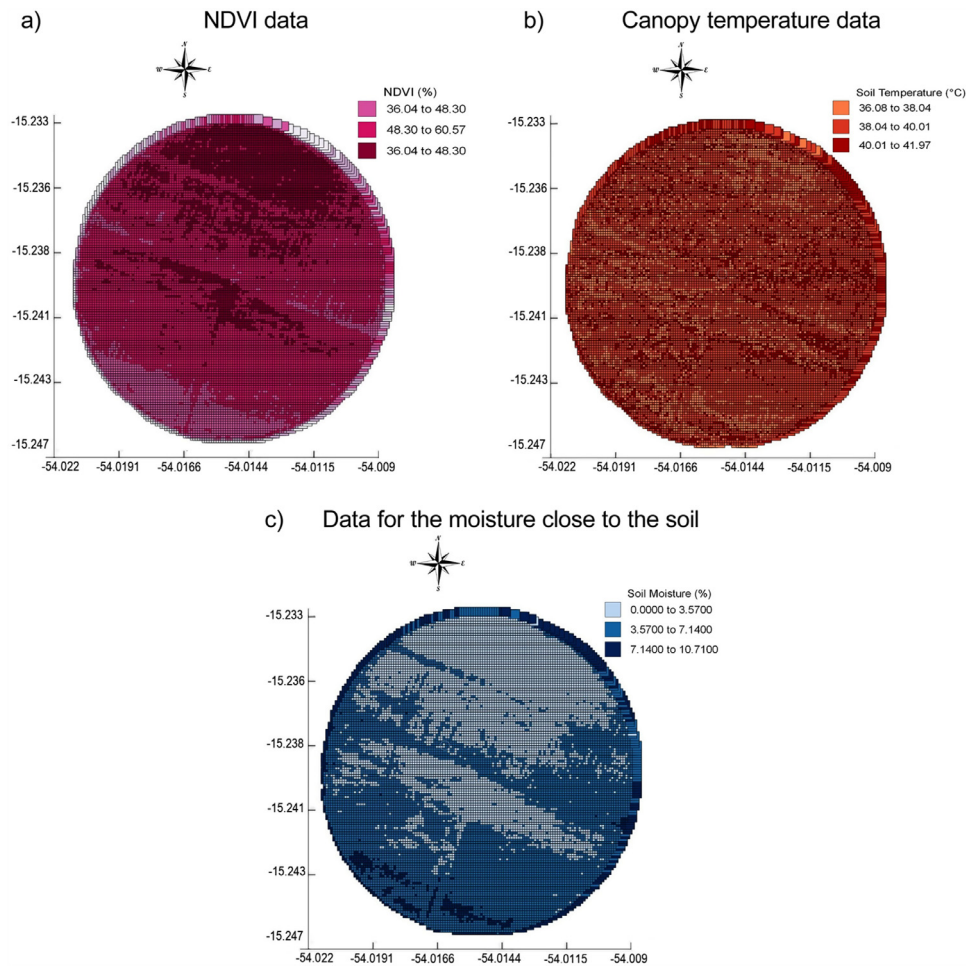 a) NDVI data
N
W E
S
NDVI (%)
36.04 to 48.30
48.30 to 60.57
36.04 to 48.30
-15.233
-15.236
-15.238
-15.241
-15.243
-15.247
-54.022 -54.0191 -54.0166 -54.0144 -54.0115 -54.009
b) Canopy temperature data
N
W E
S
Soil Temperature (°C)
36.08 to 38.04
38.04 to 40.01
40.01 to 41.97
-15.233
-15.236
-15.238
-15.241
-15.243
-15.247
-54.022 -54.0191 -54.0166 -54.0144 -54.0115 -54.009
c) Data for the moisture close to the soil
N
W E
S
Soil Moisture (%)
0.0000 to 3.5700
3.5700 to 7.1400
7.1400 to 10.7100
-15.233
-15.236
-15.238
-15.241
-15.243
-15.247
-54.022 -54.0191 -54.0166 -54.0144 -54.0115 -54.009